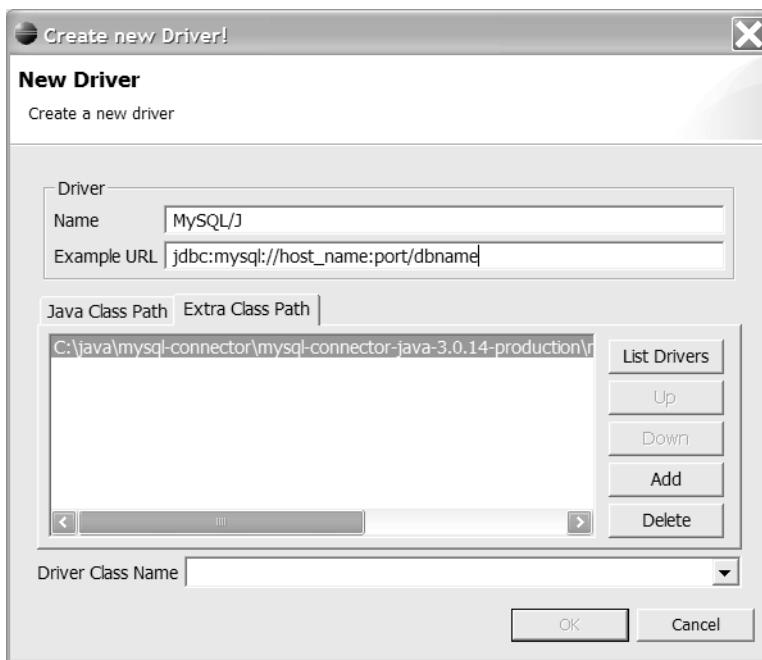 Create new Driver!
New Driver
Create a new driver
Driver
Name MySQL/J
Example URL jdbc:mysql://host_name:port/dbname
Java Class Path Extra Class Path
C:\java\mysql-connector\mysql-connector-java-3.0.14-production\
List Drivers
Up
Down
Add
Delete
Driver Class Name
OK Cancel